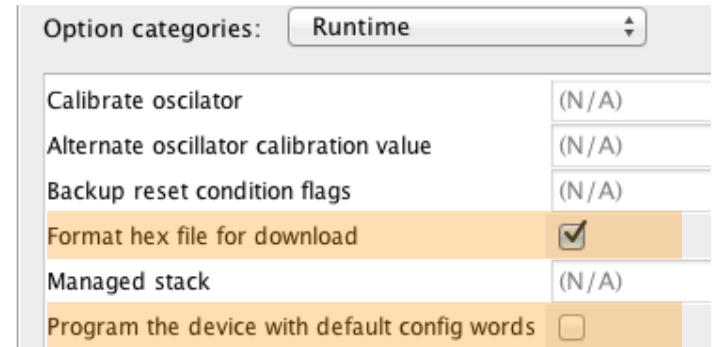 Option categories: Runtime
Calibrate oscilator (N/A)
Alternate oscillator calibration value (N/A)
Backup reset condition flags (N/A)
Format hex file for download
Managed stack (N/A)
Program the device with default config words